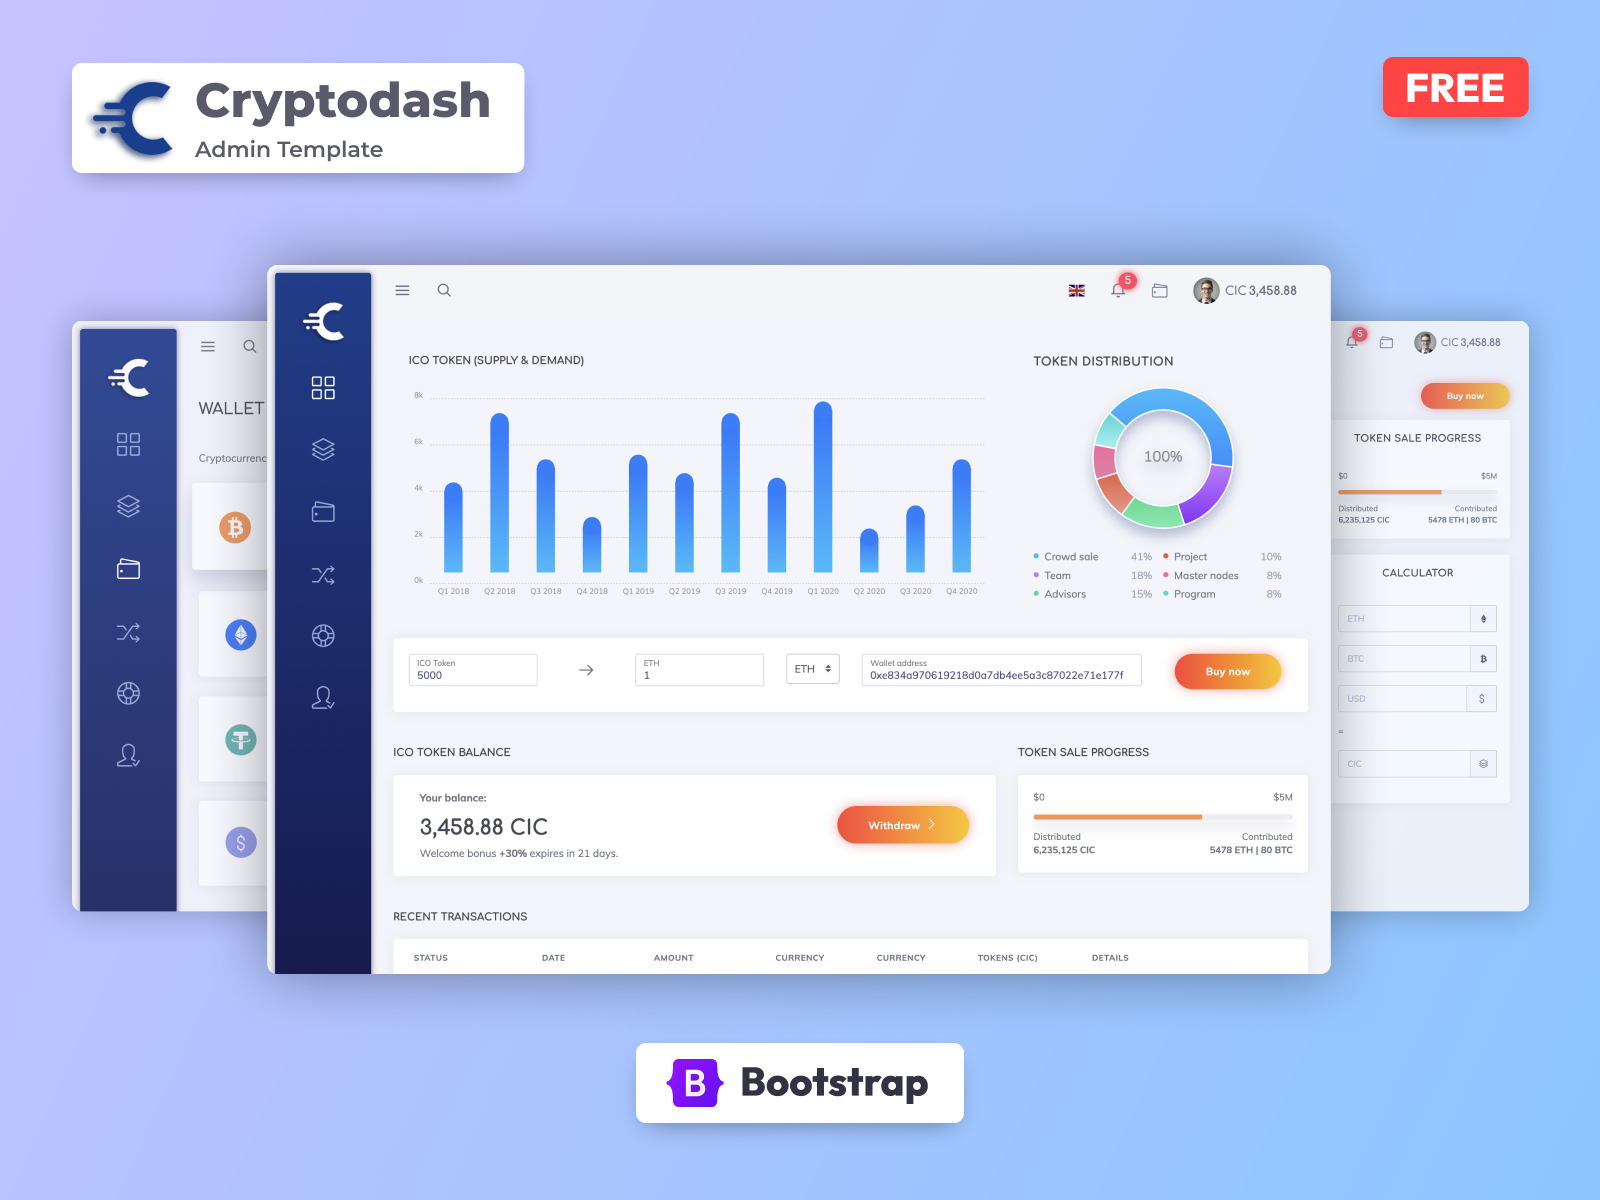 Cryptodash
Admin Template
FREE
5
CIC 3,458.88
ICO TOKEN (SUPPLY & DEMAND)
8k
6k
4k
2k
0k
Q1 2018 Q2 2018 Q3 2018 Q4 2018 Q1 2019 Q2 2019 Q3 2019 Q4 2019 Q1 2020 Q2 2020 Q3 2020 Q4 2020
TOKEN DISTRIBUTION
100%
Crowd sale 41% Project 10%
Team 18% Master nodes 8%
Advisors 15% Program 8%
ICO Token
5000
ETH
1
ETH
Wallet address
0xe834a970619218d0a7db4ee5a3c87022e71e177f
Buy now
ICO TOKEN BALANCE
Your balance:
3,458.88 CIC
Welcome bonus +30% expires in 21 days.
Withdraw
TOKEN SALE PROGRESS
$0 $5M
Distributed Contributed
6,235,125 CIC 5478 ETH | 80 BTC
RECENT TRANSACTIONS
STATUS DATE AMOUNT CURRENCY CURRENCY TOKENS (CIC) DETAILS
WALLET
Cryptocurrenc
5
CIC 3,458.88
Buy now
TOKEN SALE PROGRESS
$0 $5M
Distributed Contributed
6,235,125 CIC 5478 ETH | 80 BTC
CALCULATOR
ETH
BTC
USD $
=
CIC
B Bootstrap